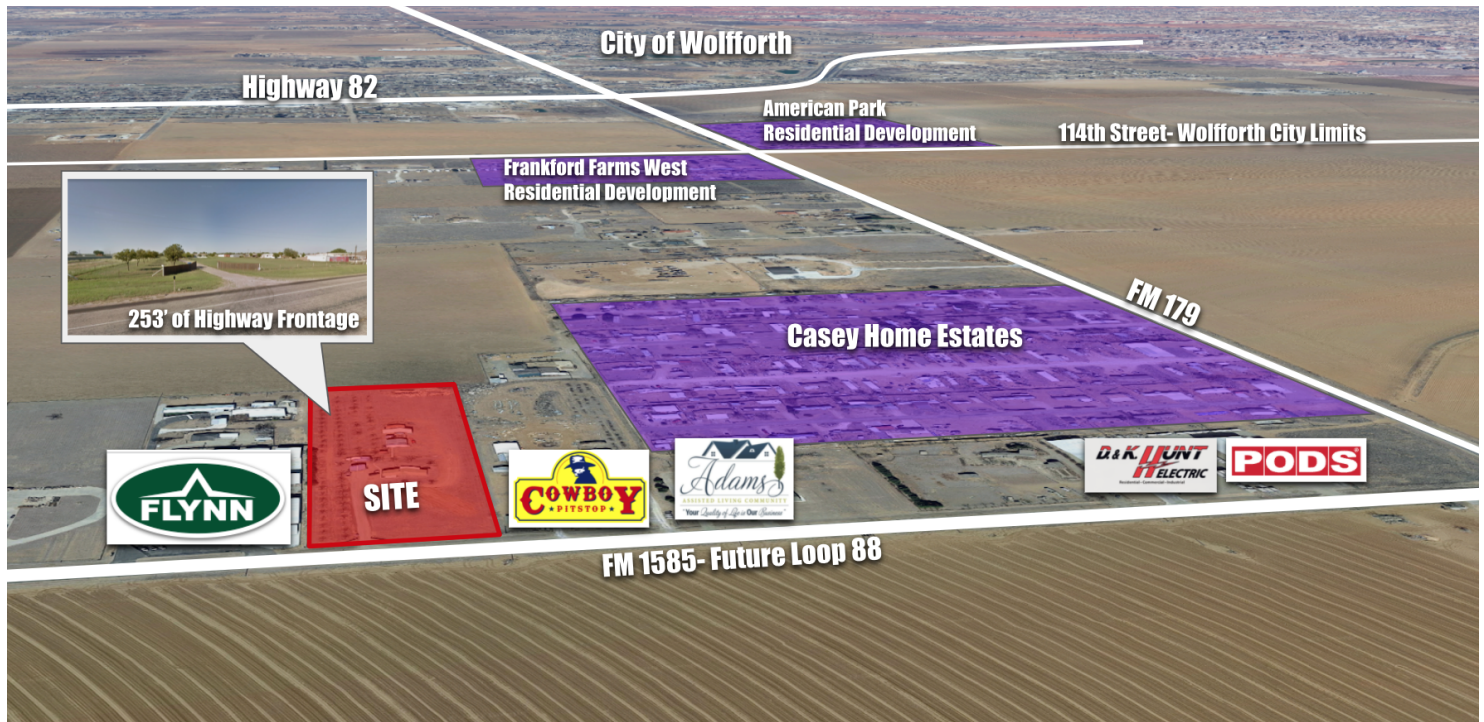 City of Wolfforth
Highway 82
American Park
Residential Development
114th Street- Wolfforth City Limits
Frankford Farms West
Residential Development
253' of Highway Frontage
FM 179
Casey Home Estates
FLYNN
SITE
COWBOY
PITSTOP
Adams
ASSISTED LIVING COMMUNITY
"Your Quality of Life is Our Business"
D&K HUNT
ELECTRIC
Residential - Commercial - Industrial
PODS
FM 1585- Future Loop 88